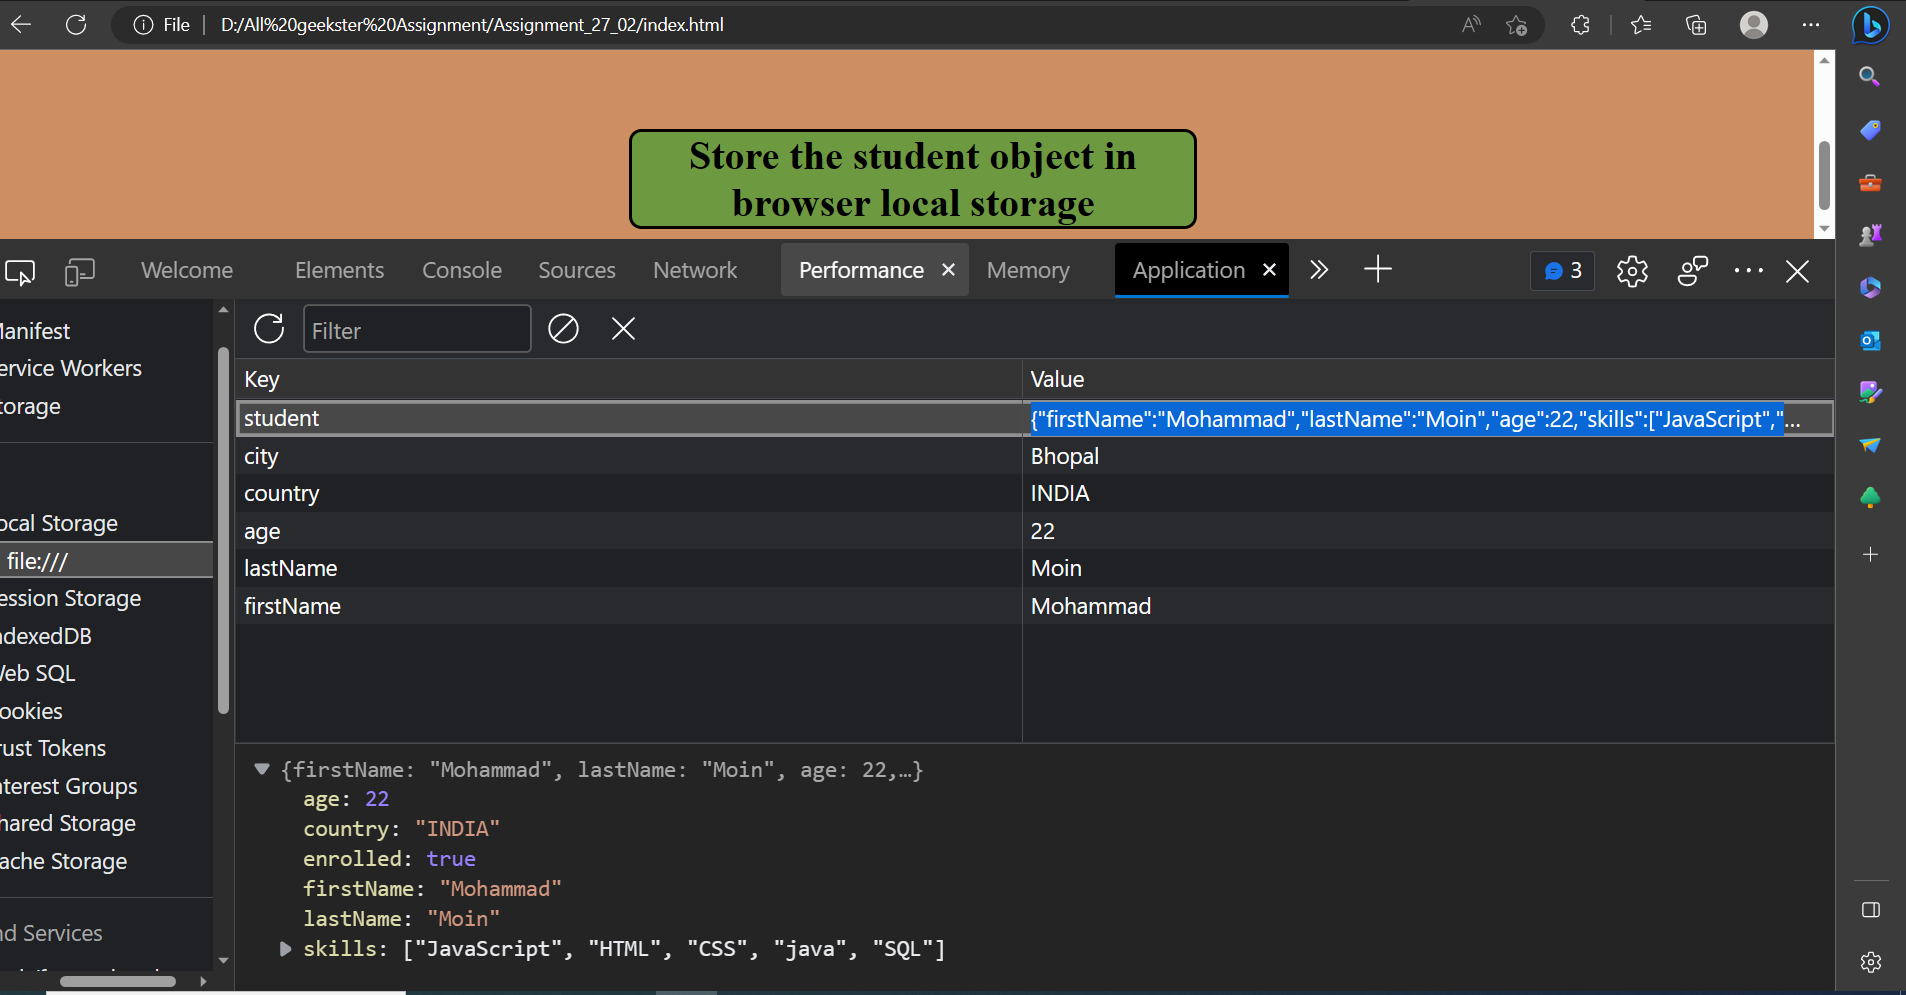 File D:/All%20geekster%20Assignment/Assignment_27_02/index.html
Store the student object in
browser local storage
Welcome Elements Console Sources Network Performance Memory Application 3
Filter
anifest
ervice Workers
torage
ocal Storage
file:///
ession Storage
ndexedDB
eb SQL
ookies
rust Tokens
nterest Groups
hared Storage
ache Storage
nd Services
Key Value
student {"firstName":"Mohammad","lastName":"Moin","age":22,"skills":["JavaScript","...
city Bhopal
country INDIA
age 22
lastName Moin
firstName Mohammad
{firstName: "Mohammad", lastName: "Moin", age: 22,…}
age: 22
country: "INDIA"
enrolled: true
firstName: "Mohammad"
lastName: "Moin"
skills: ["JavaScript", "HTML", "CSS", "java", "SQL"]